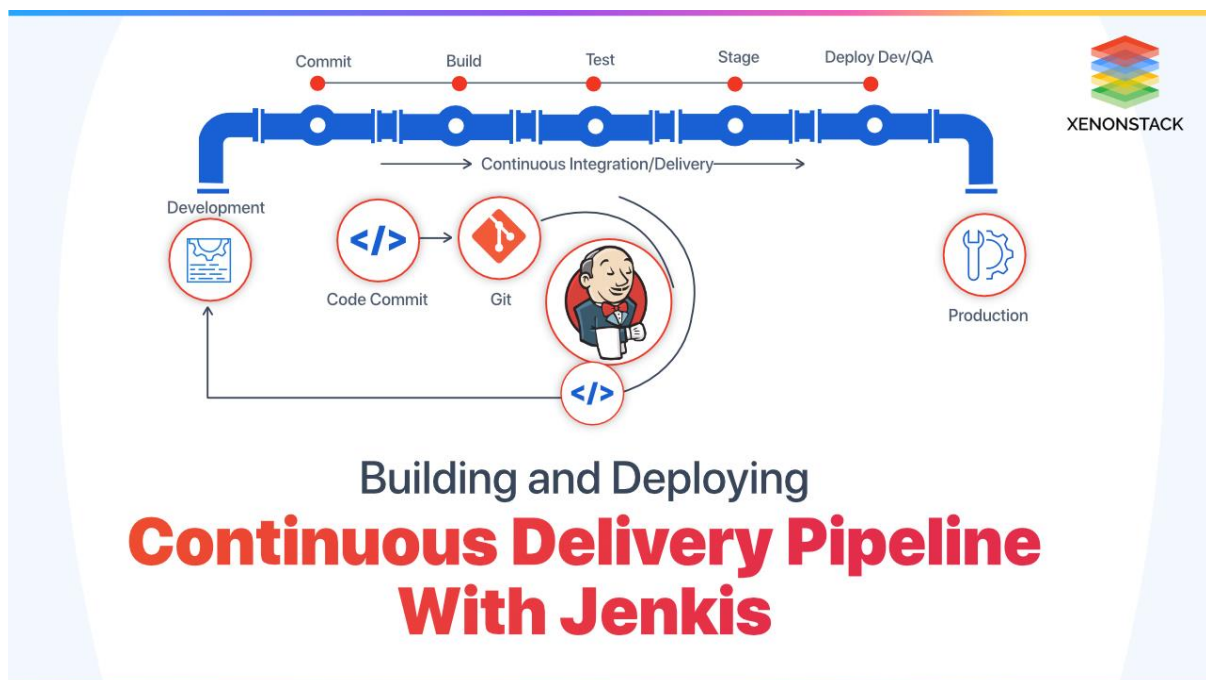 Commit
Build
Test
Stage
Deploy Dev/QA
XENONSTACK
Continuous Integration/Delivery
Development
</>
Code Commit
Git
Production
</>
Building and Deploying
Continuous Delivery Pipeline
With Jenkis